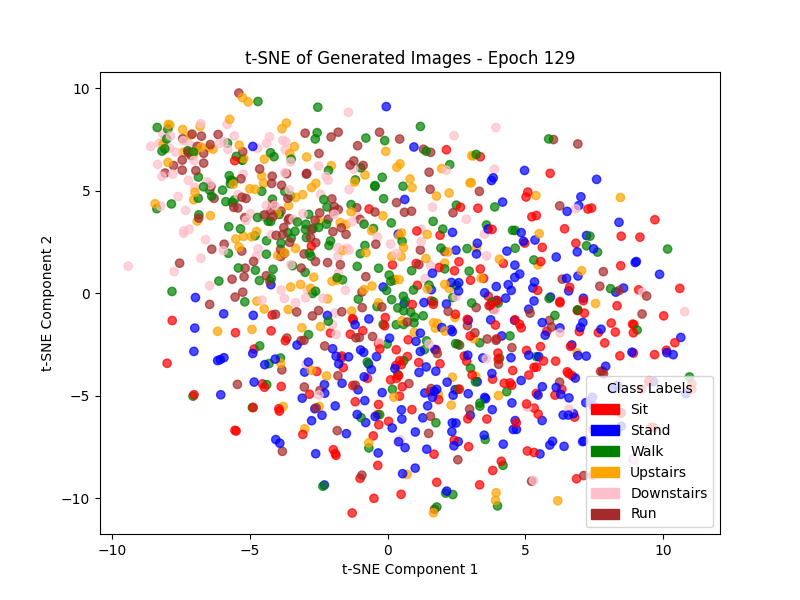 t-SNE of Generated Images - Epoch 129
t-SNE Component 2
10
5
0
−5
−10
−10
−5
0
5
10
t-SNE Component 1
Class Labels
Sit
Stand
Walk
Upstairs
Downstairs
Run